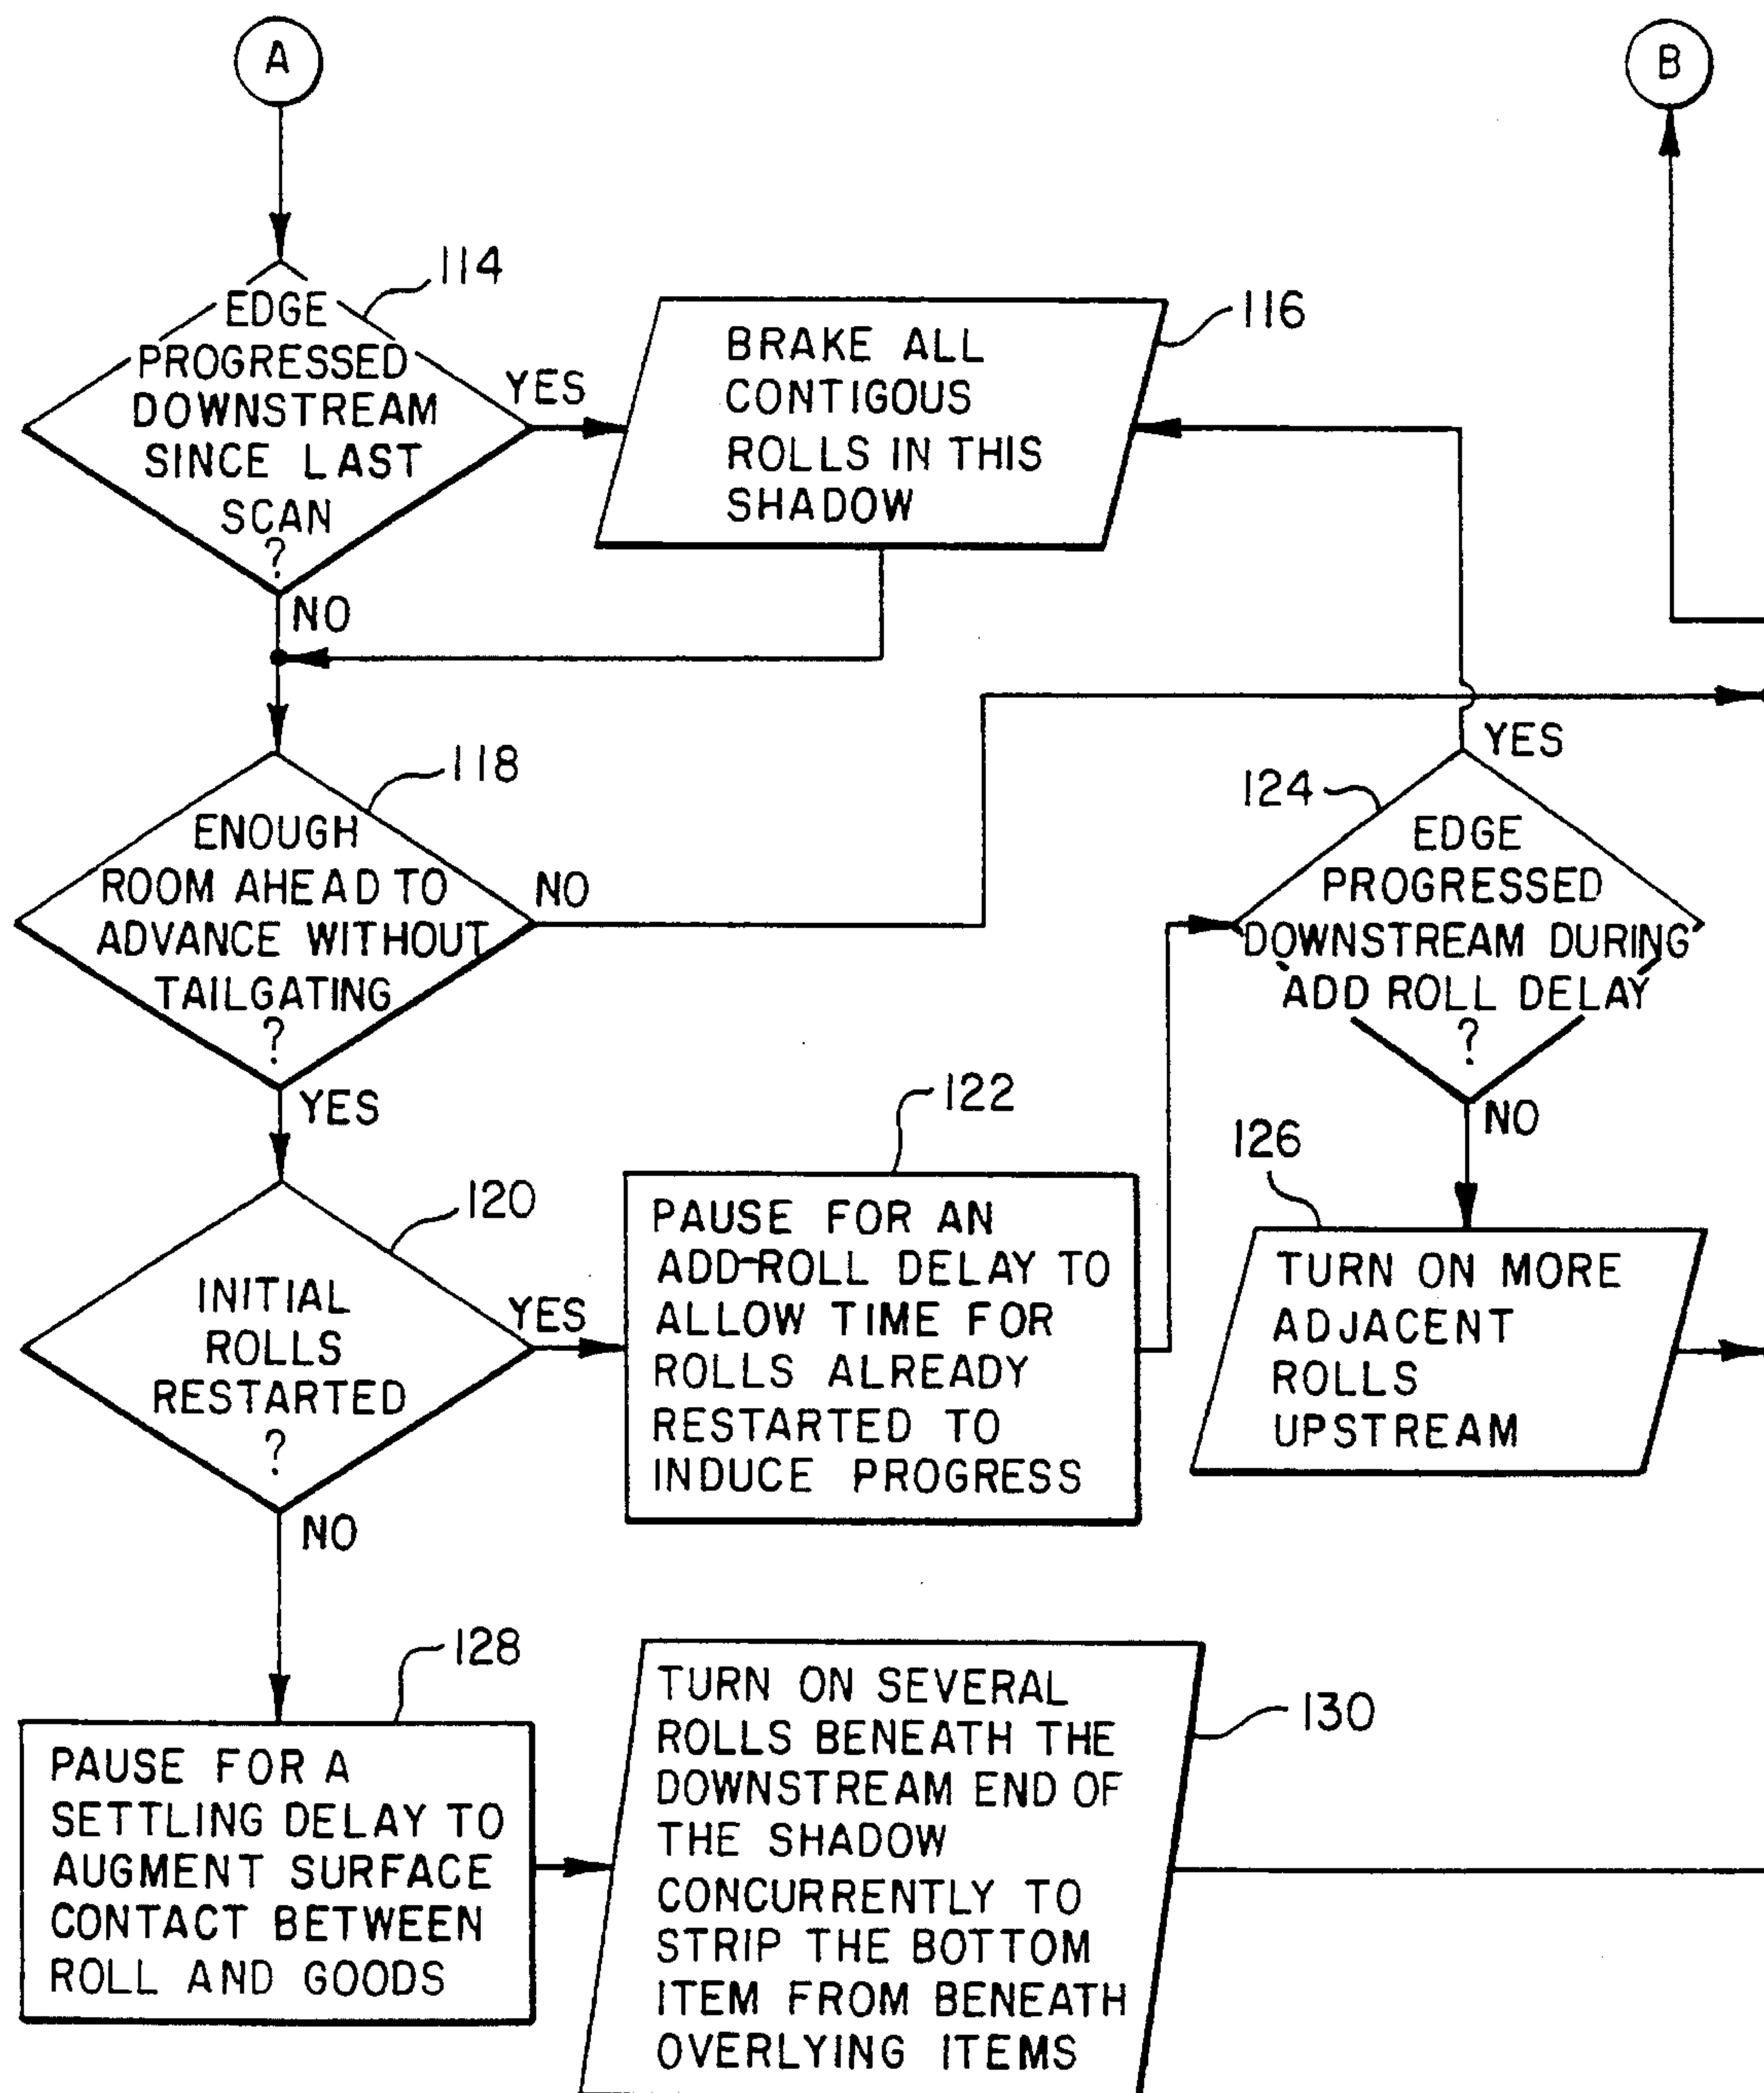 A
B
114
EDGE
PROGRESSED
DOWNSTREAM
SINCE LAST
SCAN
?
YES
NO
116
BRAKE ALL
CONTIGOUS
ROLLS IN THIS
SHADOW
118
ENOUGH
ROOM AHEAD TO
ADVANCE WITHOUT
TAILGATING
?
NO
YES
124
YES
EDGE
PROGRESSED
DOWNSTREAM DURING
ADD ROLL DELAY
?
NO
120
INITIAL
ROLLS
RESTARTED
?
YES
NO
122
PAUSE FOR AN
ADD-ROLL DELAY TO
ALLOW TIME FOR
ROLLS ALREADY
RESTARTED TO
INDUCE PROGRESS
126
TURN ON MORE
ADJACENT
ROLLS
UPSTREAM
128
PAUSE FOR A
SETTLING DELAY TO
AUGMENT SURFACE
CONTACT BETWEEN
ROLL AND GOODS
130
TURN ON SEVERAL
ROLLS BENEATH THE
DOWNSTREAM END OF
THE SHADOW
CONCURRENTLY TO
STRIP THE BOTTOM
ITEM FROM BENEATH
OVERLYING ITEMS